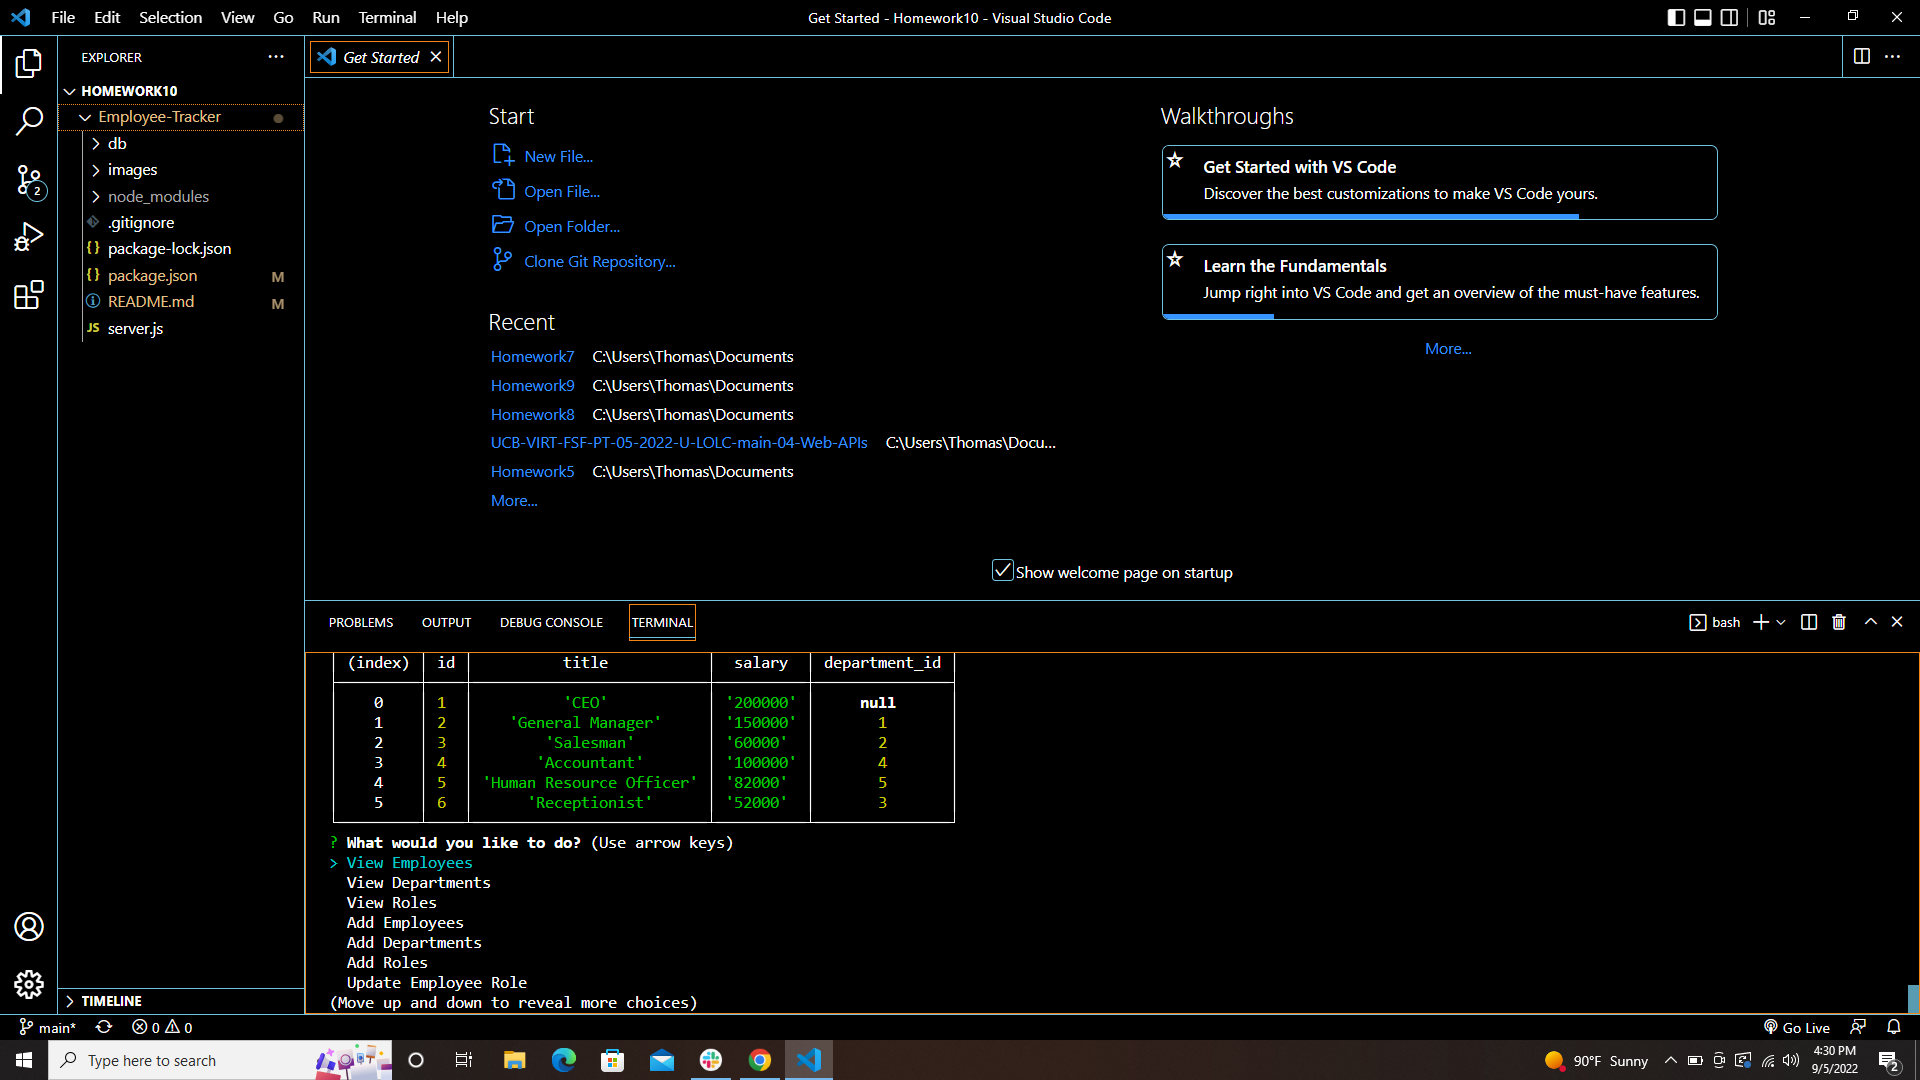 File Edit Selection View Go Run Terminal Help
Get Started - Homework10 - Visual Studio Code
EXPLORER
HOMEWORK10
Employee-Tracker
db
images
node_modules
.gitignore
{} package-lock.json
{} package.json M
README.md M
JS server.js
TIMELINE
2
Get Started
Start
New File...
Open File...
Open Folder...
Clone Git Repository...
Recent
Homework7 C:\Users\Thomas\Documents
Homework9 C:\Users\Thomas\Documents
Homework8 C:\Users\Thomas\Documents
UCB-VIRT-FSF-PT-05-2022-U-LOLC-main-04-Web-APIs C:\Users\Thomas\Docu...
Homework5 C:\Users\Thomas\Documents
More...
Walkthroughs
Get Started with VS Code
Discover the best customizations to make VS Code yours.
Learn the Fundamentals
Jump right into VS Code and get an overview of the must-have features.
More...
Show welcome page on startup
PROBLEMS OUTPUT DEBUG CONSOLE TERMINAL
bash
(index) id title salary department_id
0 1 'CEO' '200000' null
1 2 'General Manager' '150000' 1
2 3 'Salesman' '60000' 2
3 4 'Accountant' '100000' 4
4 5 'Human Resource Officer' '82000' 5
5 6 'Receptionist' '52000' 3
? What would you like to do? (Use arrow keys)
> View Employees
View Departments
View Roles
Add Employees
Add Departments
Add Roles
Update Employee Role
(Move up and down to reveal more choices)
main* 0 0
Go Live
Type here to search
90°F Sunny
4:30 PM
9/5/2022
2